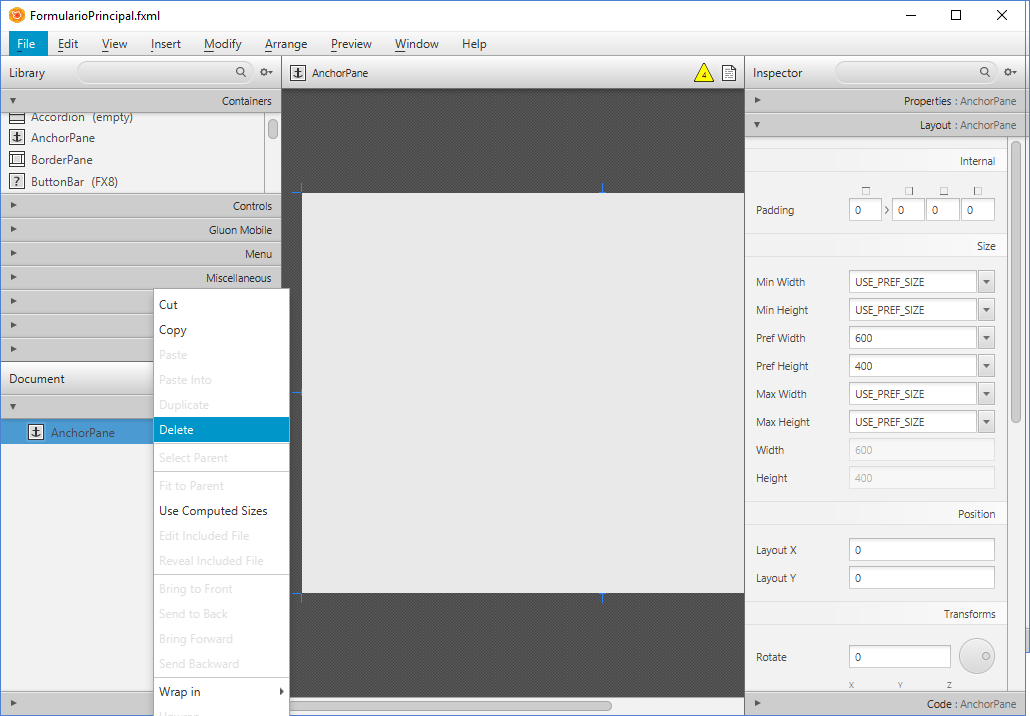 FormularioPrincipal.fxml
File Edit View Insert Modify Arrange Preview Window Help
Library
AnchorPane
4
Inspector
Containers
Accordion (empty)
AnchorPane
BorderPane
? ButtonBar (FX8)
Controls
Gluon Mobile
Menu
Miscellaneous
Document
AnchorPane
Cut
Copy
Paste
Paste Into
Duplicate
Delete
Select Parent
Fit to Parent
Use Computed Sizes
Edit Included File
Reveal Included File
Bring to Front
Send to Back
Bring Forward
Send Backward
Wrap in
Properties : AnchorPane
Layout : AnchorPane
Internal
Padding 0 0 0 0
Size
Min Width USE_PREF_SIZE
Min Height USE_PREF_SIZE
Pref Width 600
Pref Height 400
Max Width USE_PREF_SIZE
Max Height USE_PREF_SIZE
Width 600
Height 400
Position
Layout X 0
Layout Y 0
Transforms
Rotate 0
X Y Z
Code : AnchorPane